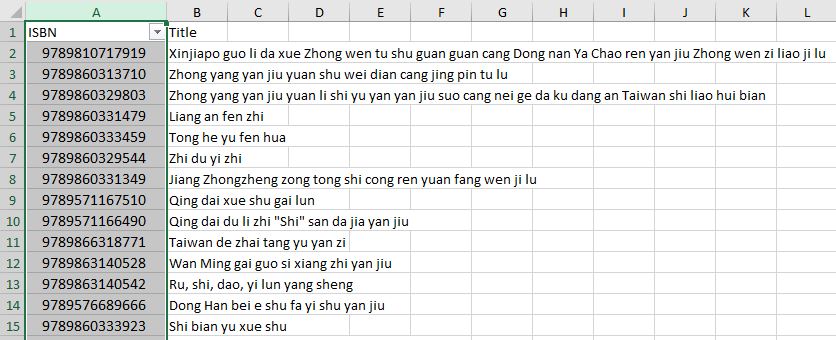 A B C D E F G H I J K L
1 ISBN Title
2 9789810717919 Xinjiapo guo li da xue Zhong wen tu shu guan guan cang Dong nan Ya Chao ren yan jiu Zhong wen zi liao ji lu
3 9789860313710 Zhong yang yan jiu yuan shu wei dian cang jing pin tu lu
4 9789860329803 Zhong yang yan jiu yuan li shi yu yan yan jiu suo cang nei ge da ku dang an Taiwan shi liao hui bian
5 9789860331479 Liang an fen zhi
6 9789860333459 Tong he yu fen hua
7 9789860329544 Zhi du yi zhi
8 9789860331349 Jiang Zhongzheng zong tong shi cong ren yuan fang wen ji lu
9 9789571167510 Qing dai xue shu gai lun
10 9789571166490 Qing dai du li zhi "Shi" san da jia yan jiu
11 9789866318771 Taiwan de zhai tang yu yan zi
12 9789863140528 Wan Ming gai guo si xiang zhi yan jiu
13 9789863140542 Ru, shi, dao, yi lun yang sheng
14 9789576689666 Dong Han bei e shu fa yi shu yan jiu
15 9789860333923 Shi bian yu xue shu